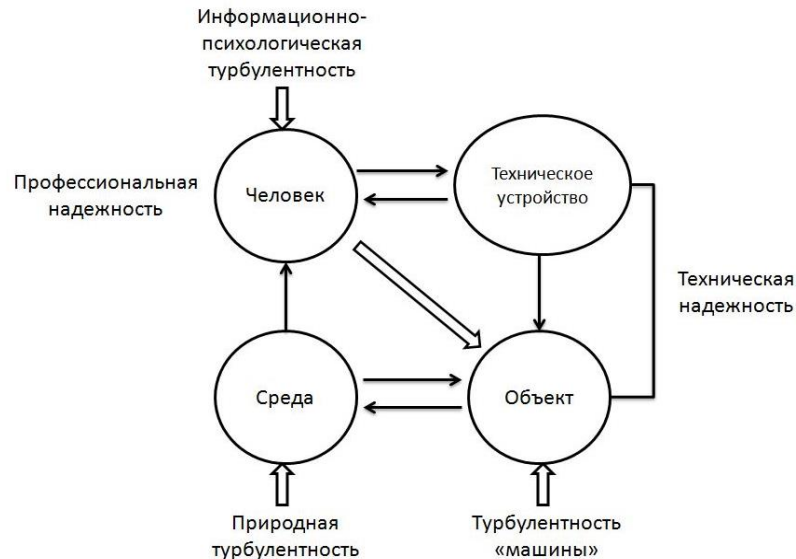 Информационно-
психологическая
турбулентность
Профессиональная
надежность
Человек
Техническое
устройство
Техническая
надежность
Среда
Объект
Природная
турбулентность
Турбулентность
«машины»